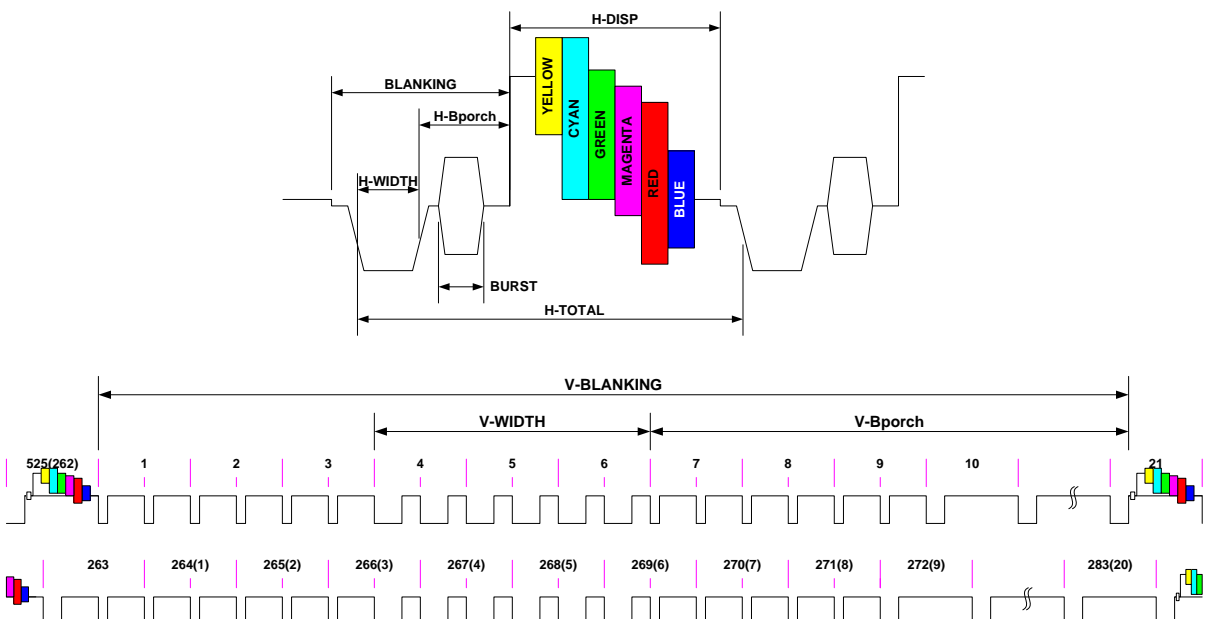 H-DISP
BLANKING
H-Bporch
H-WIDTH
YELLOW
CYAN
GREEN
MAGENTA
RED
BLUE
BURST
H-TOTAL
V-BLANKING
V-WIDTH V-Bporch
525(262) 1 2 3 4 5 6 7 8 9 10 21
263 264(1) 265(2) 266(3) 267(4) 268(5) 269(6) 270(7) 271(8) 272(9) 283(20)